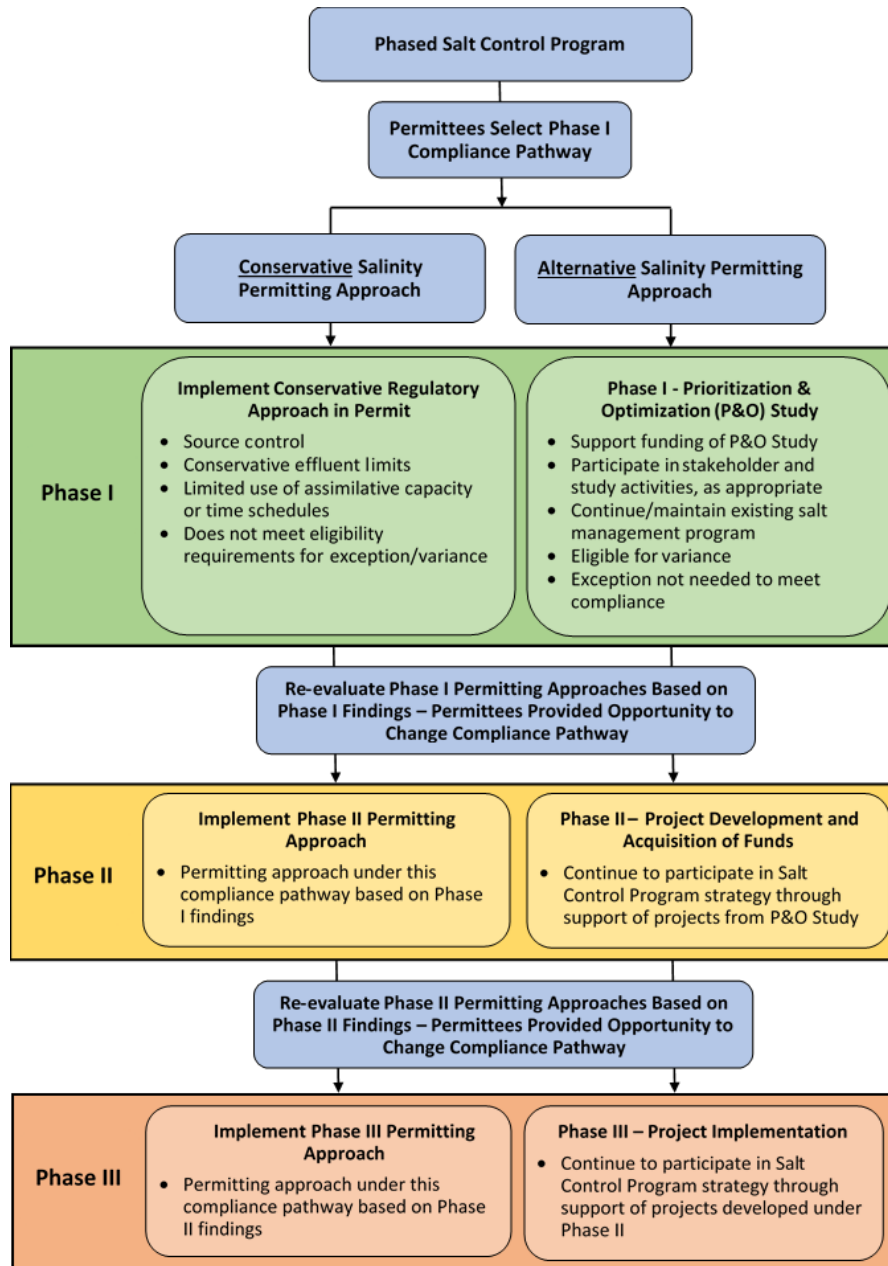 Phased Salt Control Program
Permittees Select Phase I
Compliance Pathway
Conservative Salinity
Permitting Approach
Alternative Salinity Permitting
Approach
Phase I
Implement Conservative Regulatory
Approach in Permit
• Source control
• Conservative effluent limits
• Limited use of assimilative capacity
or time schedules
• Does not meet eligibility
requirements for exception/variance
Phase I - Prioritization &
Optimization (P&O) Study
• Support funding of P&O Study
• Participate in stakeholder and
study activities, as appropriate
• Continue/maintain existing salt
management program
• Eligible for variance
• Exception not needed to meet
compliance
Re-evaluate Phase I Permitting Approaches Based on
Phase I Findings – Permittees Provided Opportunity to
Change Compliance Pathway
Phase II
Implement Phase II Permitting
Approach
• Permitting approach under this
compliance pathway based on Phase
I findings
Phase II – Project Development and
Acquisition of Funds
• Continue to participate in Salt
Control Program strategy through
support of projects from P&O Study
Re-evaluate Phase II Permitting Approaches Based on
Phase II Findings – Permittees Provided Opportunity to
Change Compliance Pathway
Phase III
Implement Phase III Permitting
Approach
• Permitting approach under this
compliance pathway based on Phase
II findings
Phase III – Project Implementation
• Continue to participate in Salt
Control Program strategy through
support of projects developed under
Phase II